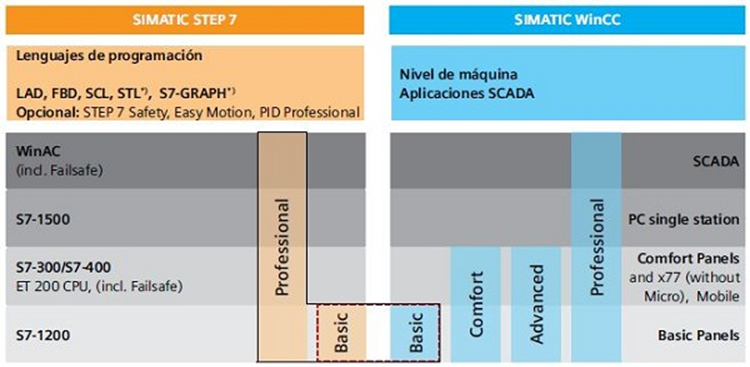 SIMATIC STEP 7
Lenguajes de programación
LAD, FBD, SCL, STL*), S7-GRAPH*)
Opcional: STEP 7 Safety, Easy Motion, PID Professional
WinAC
(incl. Failsafe)
S7-1500
S7-300/S7-400
ET 200 CPU, (incl. Failsafe)
S7-1200
Professional
Basic
SIMATIC WinCC
Nivel de máquina
Aplicaciones SCADA
Basic
Comfort
Advanced
Professional
SCADA
PC single station
Comfort Panels
and x77 (without
Micro), Mobile
Basic Panels